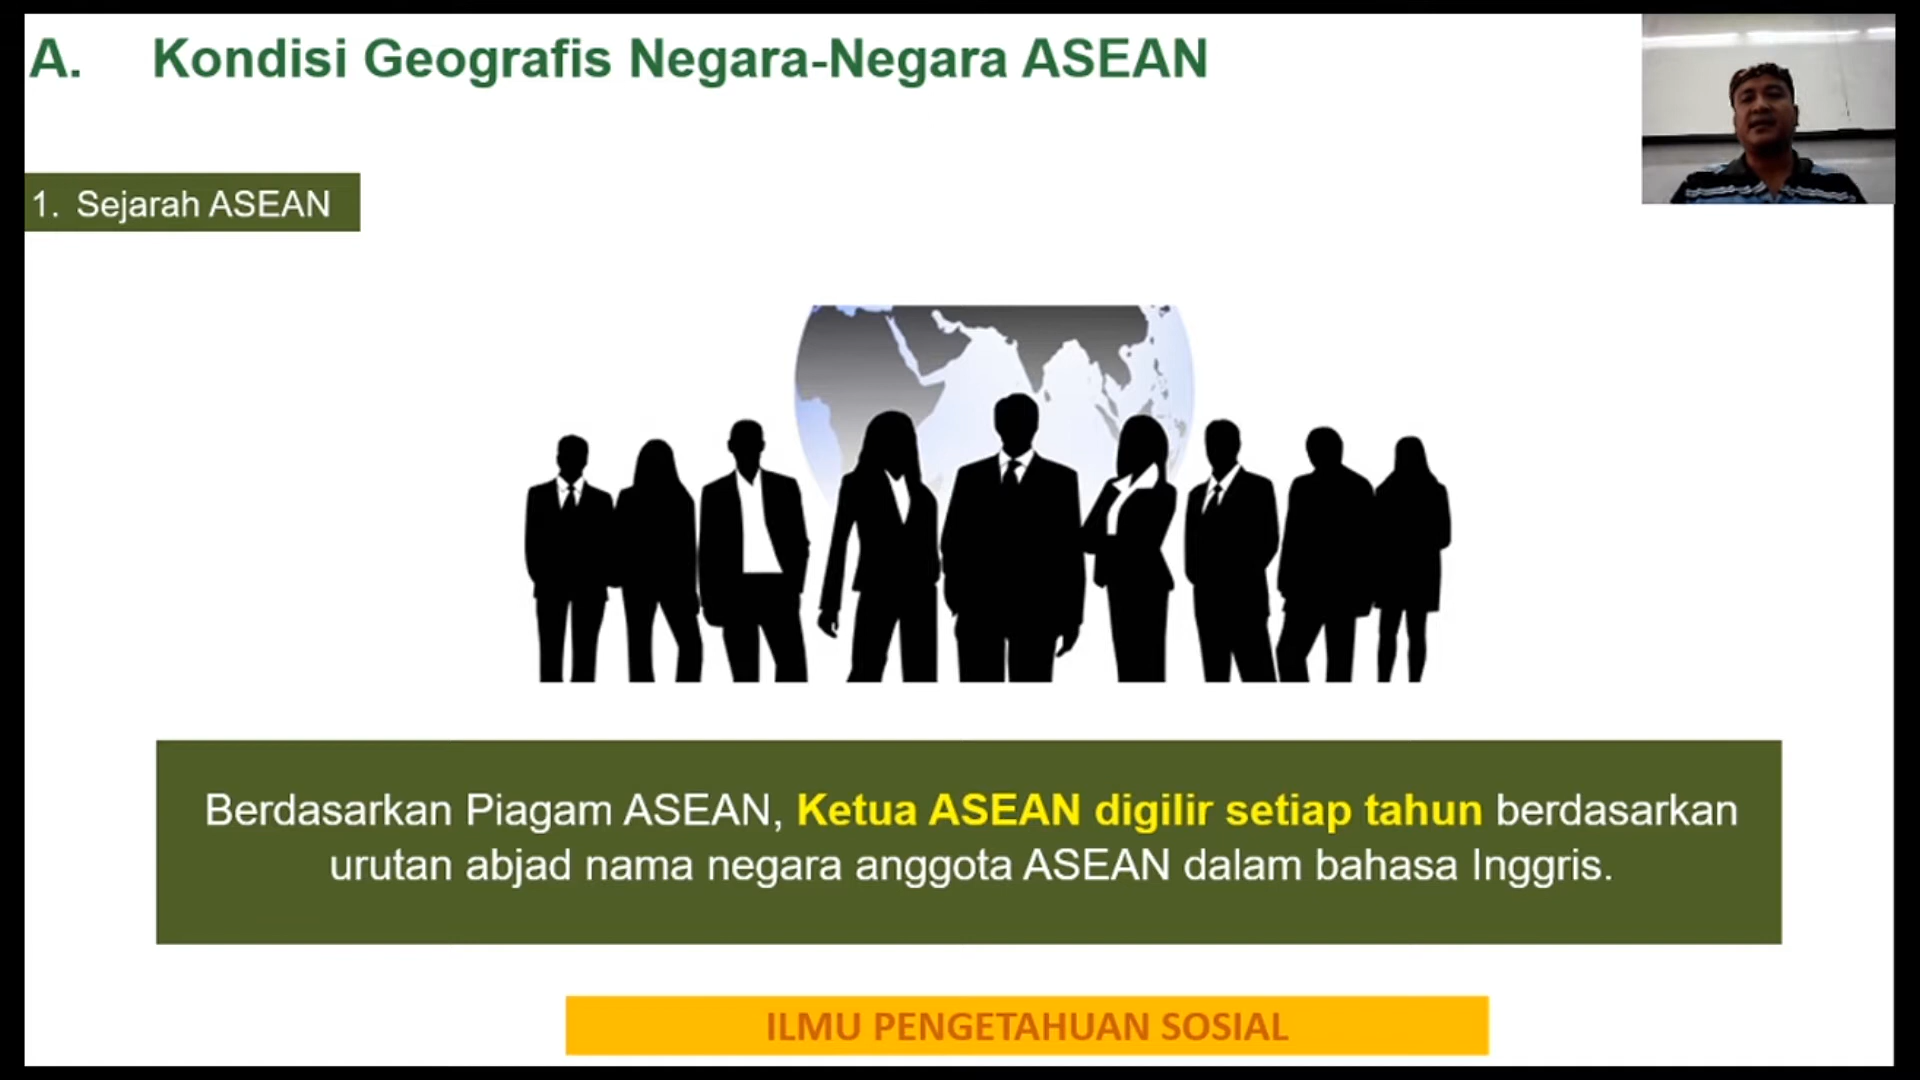 A. Kondisi Geografis Negara-Negara ASEAN
1. Sejarah ASEAN
Berdasarkan Piagam ASEAN, Ketua ASEAN digilir setiap tahun berdasarkan
urutan abjad nama negara anggota ASEAN dalam bahasa Inggris.
ILMU PENGETAHUAN SOSIAL